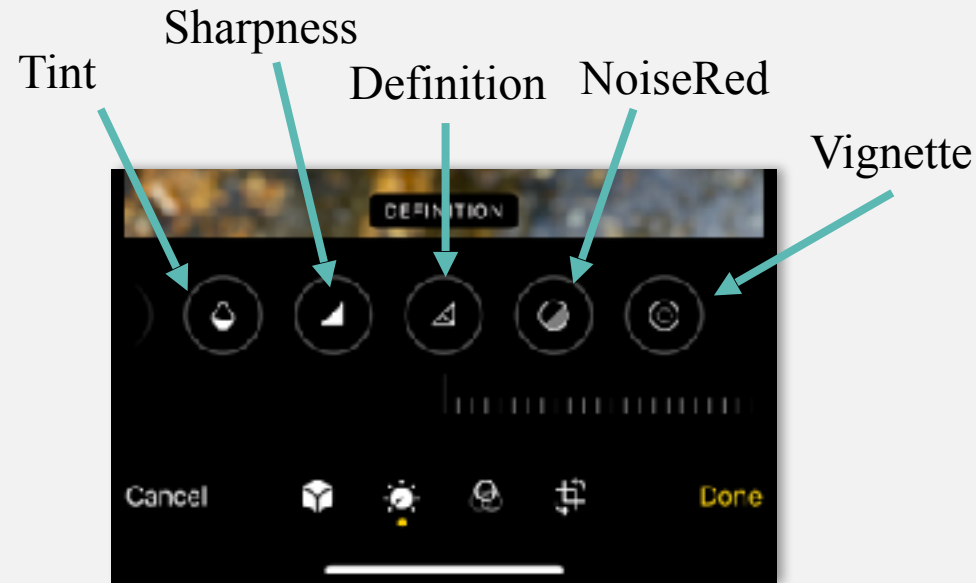 Sharpness
Tint
Definition
NoiseRed
Vignette
DEFINITION
Cancel
Done